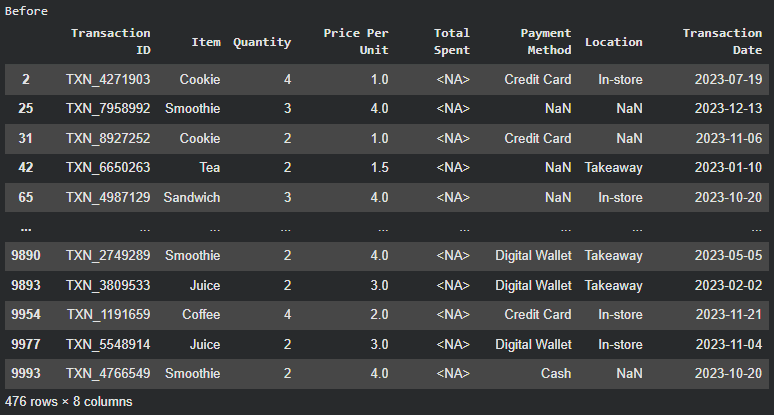 Before
Transaction ID Item Quantity Price Per Unit Total Spent Payment Method Location Transaction Date
2 TXN_4271903 Cookie 4 1.0 <NA> Credit Card In-store 2023-07-19
25 TXN_7958992 Smoothie 3 4.0 <NA> NaN NaN 2023-12-13
31 TXN_8927252 Cookie 2 1.0 <NA> Credit Card NaN 2023-11-06
42 TXN_6650263 Tea 2 1.5 <NA> NaN Takeaway 2023-01-10
65 TXN_4987129 Sandwich 3 4.0 <NA> NaN In-store 2023-10-20
... ... ... ... ... ... ... ... ...
9890 TXN_2749289 Smoothie 2 4.0 <NA> Digital Wallet Takeaway 2023-05-05
9893 TXN_3809533 Juice 2 3.0 <NA> Digital Wallet Takeaway 2023-02-02
9954 TXN_1191659 Coffee 4 2.0 <NA> Credit Card In-store 2023-11-21
9977 TXN_5548914 Juice 2 3.0 <NA> Digital Wallet In-store 2023-11-04
9993 TXN_4766549 Smoothie 2 4.0 <NA> Cash NaN 2023-10-20
476 rows × 8 columns